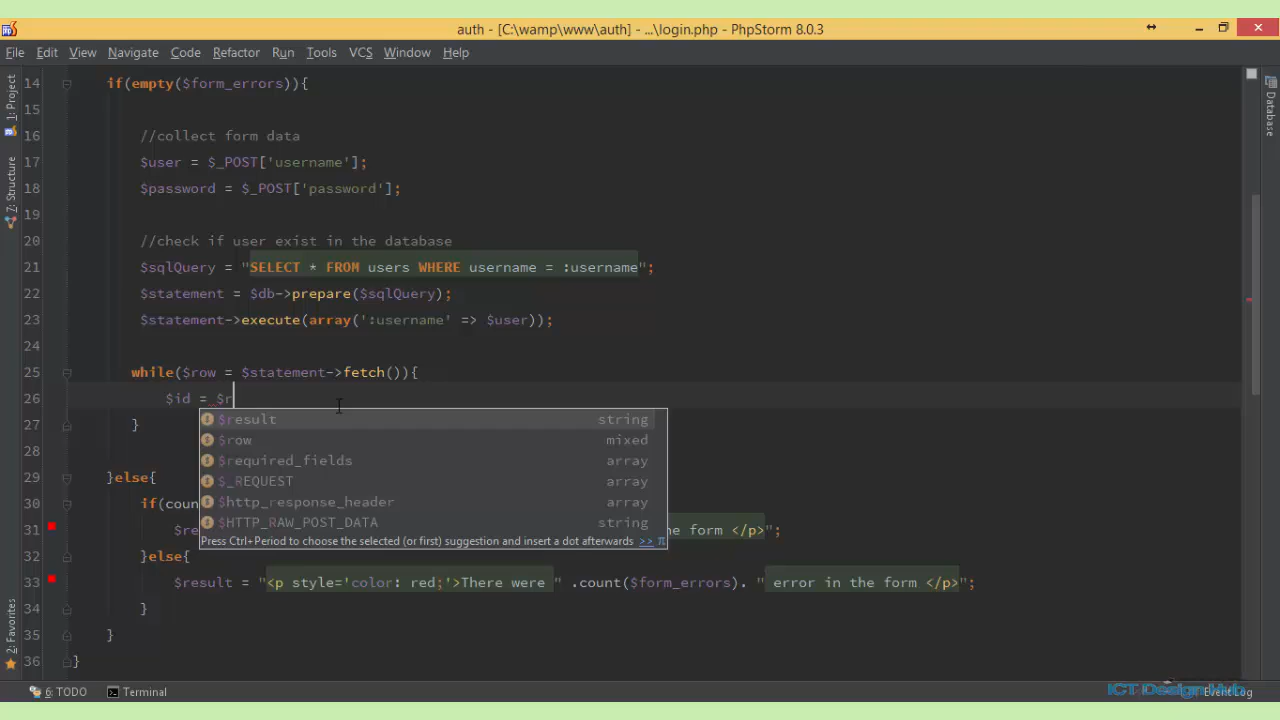 auth - [C:\wamp\www\auth] - ...\login.php - PhpStorm 8.0.3
File Edit View Navigate Code Refactor Run Tools VCS Window Help
1: Project
7: Structure
2: Favorites
Database
14 if(empty($form_errors)){
15
16 //collect form data
17 $user = $_POST['username'];
18 $password = $_POST['password'];
19
20 //check if user exist in the database
21 $sqlQuery = "SELECT * FROM users WHERE username = :username";
22 $statement = $db->prepare($sqlQuery);
23 $statement->execute(array(':username' => $user));
24
25 while($row = $statement->fetch()){
26 $id = $r
$result string
$row mixed
$required_fields array
$_REQUEST array
$http_response_header array
$HTTP_RAW_POST_DATA string
Press Ctrl+Period to choose the selected (or first) suggestion and insert a dot afterwards >> π
27 }
28
29 }else{
30 if(coun
31 $re he form </p>";
32 }else{
33 $result = "<p style='color: red;'>There were " .count($form_errors). " error in the form </p>";
34 }
35 }
36 }
6: TODO Terminal Event Log
ICT Design Hub